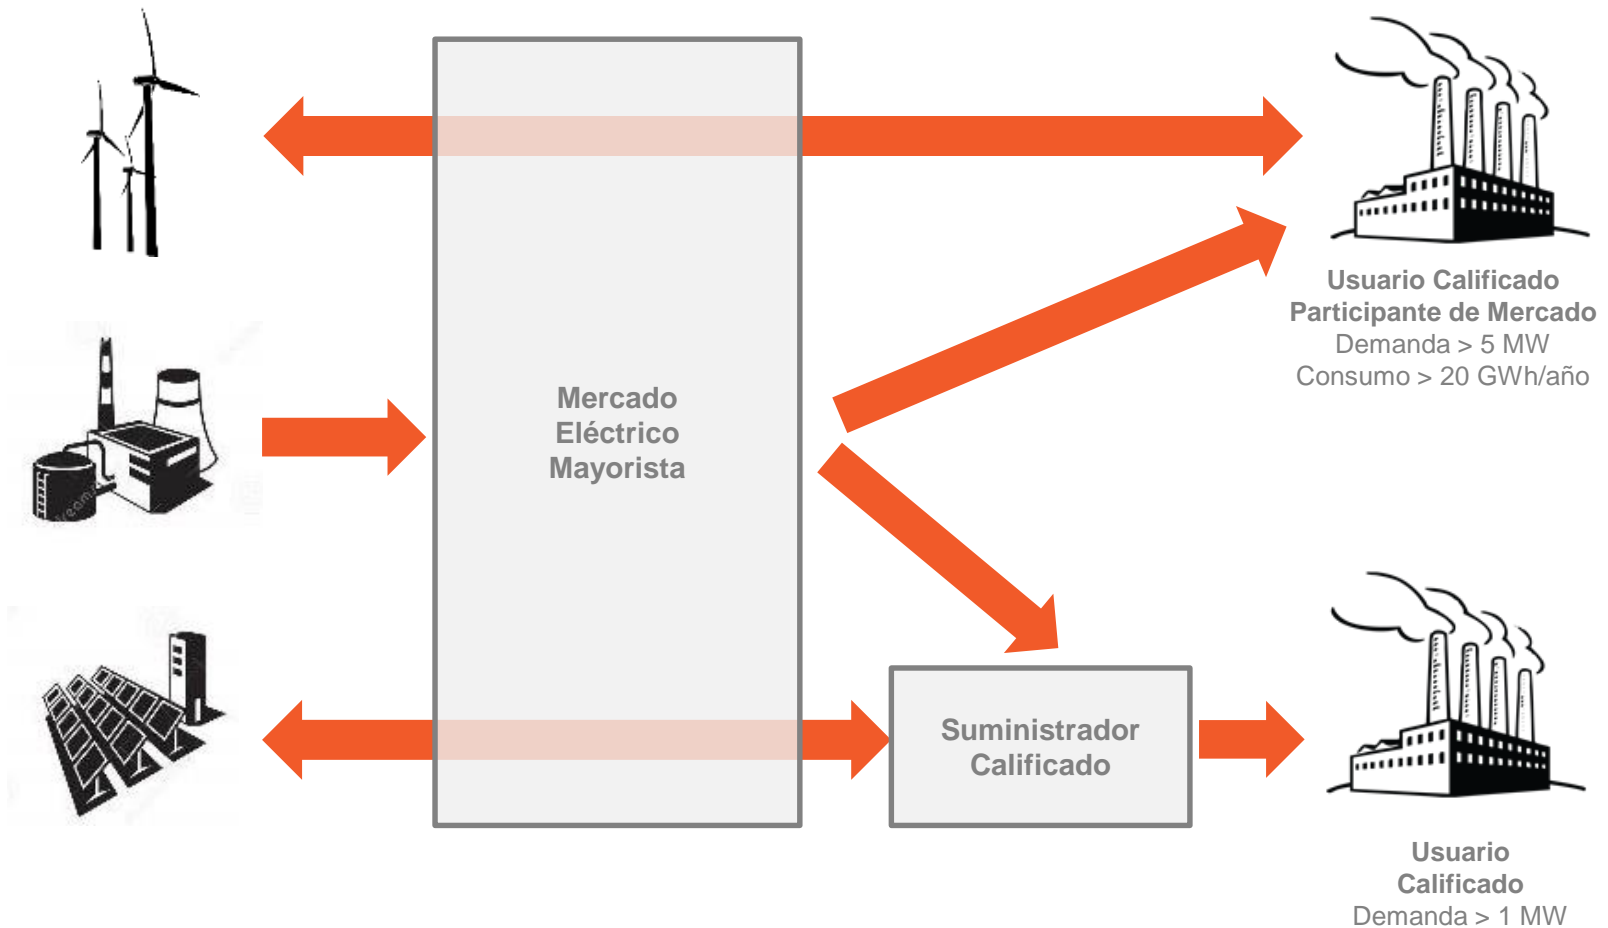 Usuario Calificado
Participante de Mercado
Demanda > 5 MW
Consumo > 20 GWh/año
Mercado
Eléctrico
Mayorista
Suministrador
Calificado
Usuario
Calificado
Demanda > 1 MW